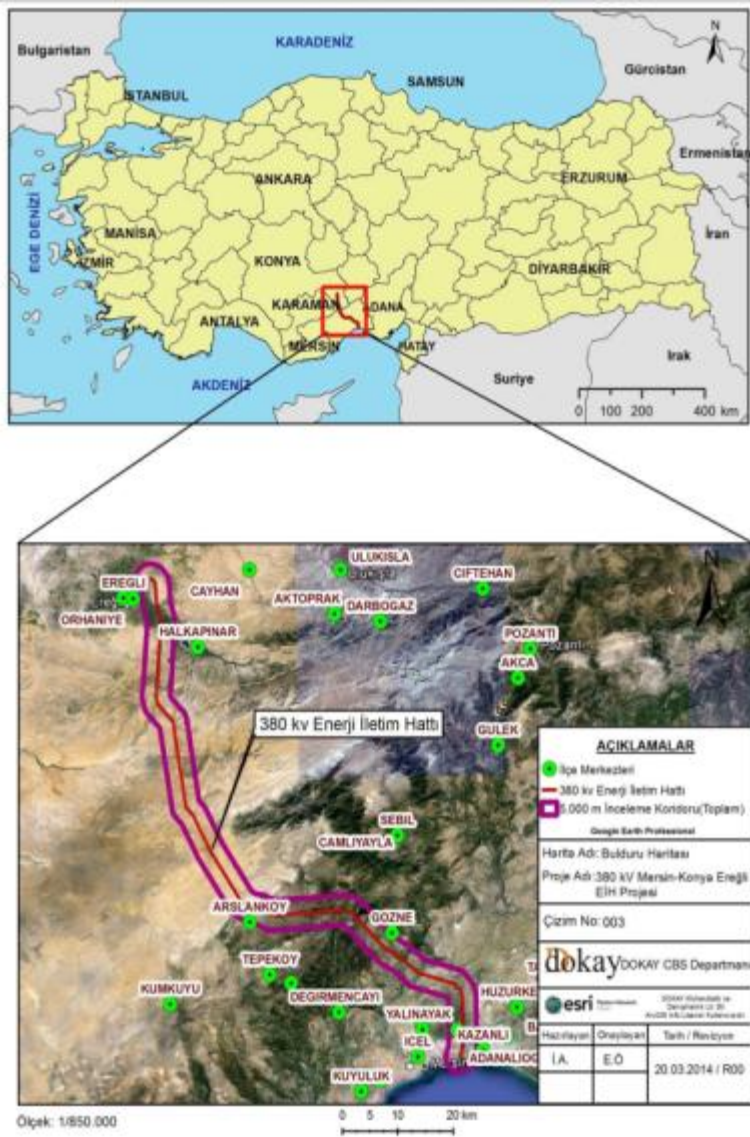 N
Bulgaristan
KARADENİZ
Gürcistan
SAMSUN
İSTANBUL
Ermenistan
ANKARA
ERZURUM
EGE DENİZİ
MANİSA
İZMİR
İran
KONYA
DİYARBAKIR
KARAMAN
ADANA
ANTALYA
MERSİN
HATAY
Irak
AKDENİZ
Suriye
0 100 200 400 km
N
ULUKISLA
EREGLI
CAYHAN
CIFTEHAN
AKTOPRAK
DARBOGAZ
ORHANIYE
HALKAPINAR
POZANTI
Pozantı
AKCA
380 kv Enerji İletim Hattı
GULEK
SEBIL
CAMLIYAYLA
ARSLANKOY
GOZNE
TEPEKOY
KUMKUYU
DEGIRMENCAYI
HUZURKE
YALINAYAK
KAZANLI
ICEL
ADANALIOG
KUYULUK
AÇIKLAMALAR
İlçe Merkezleri
380 kv Enerji İletim Hattı
5.000 m İnceleme Koridoru(Toplam)
Google Earth Professional
Harita Adı: Bulduru Haritası
Proje Adı: 380 kV Mersin-Konya Ereğli
EİH Projesi
Çizim No: 003
dokay DOKAY CBS Departmanı
esri
Hazırlayan Onaylayan Tarih / Revizyon
İ.A. E.Ö 20.03.2014 / R00
Ölçek: 1/850.000
0 5 10 20 km